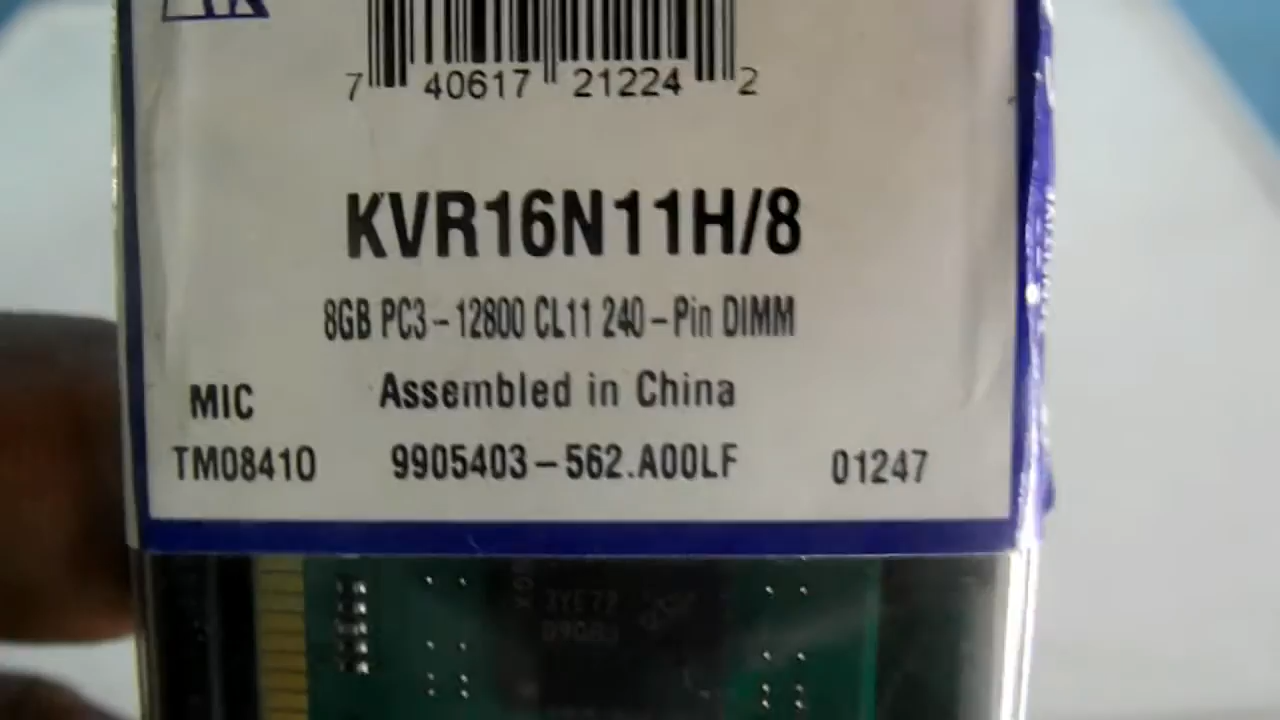 7 40617 21224 2
KVR16N11H/8
8GB PC3-12800 CL11 240-Pin DIMM
MIC Assembled in China
TM08410 9905403-562.A00LF 01247
3YE72